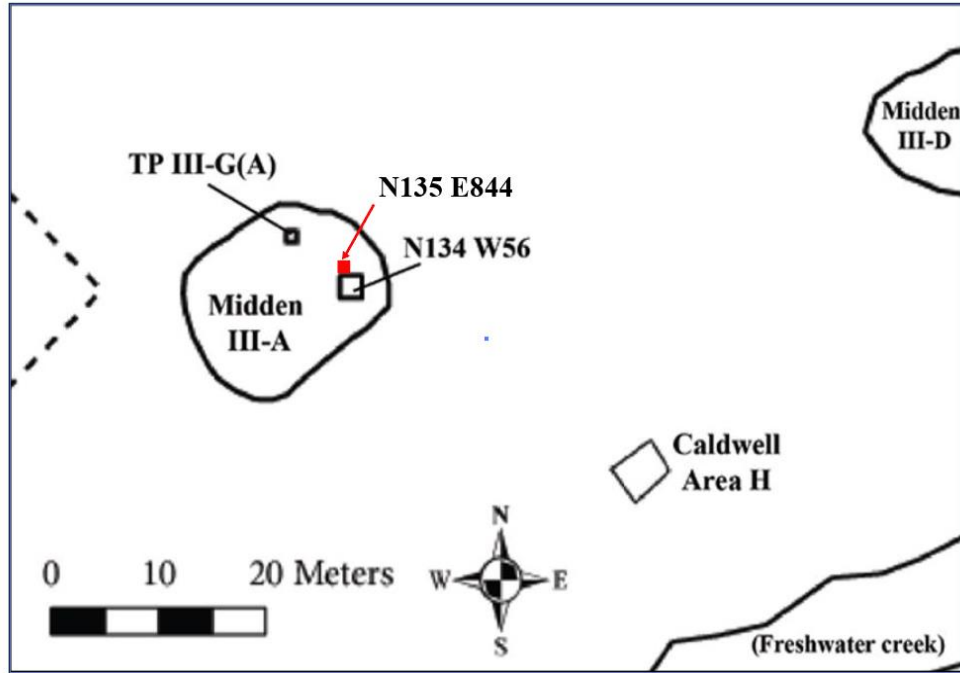 Midden
III-D
TP III-G(A)
N135 E844
N134 W56
Midden
III-A
Caldwell
Area H
N
W E
S
0 10 20 Meters
(Freshwater creek)